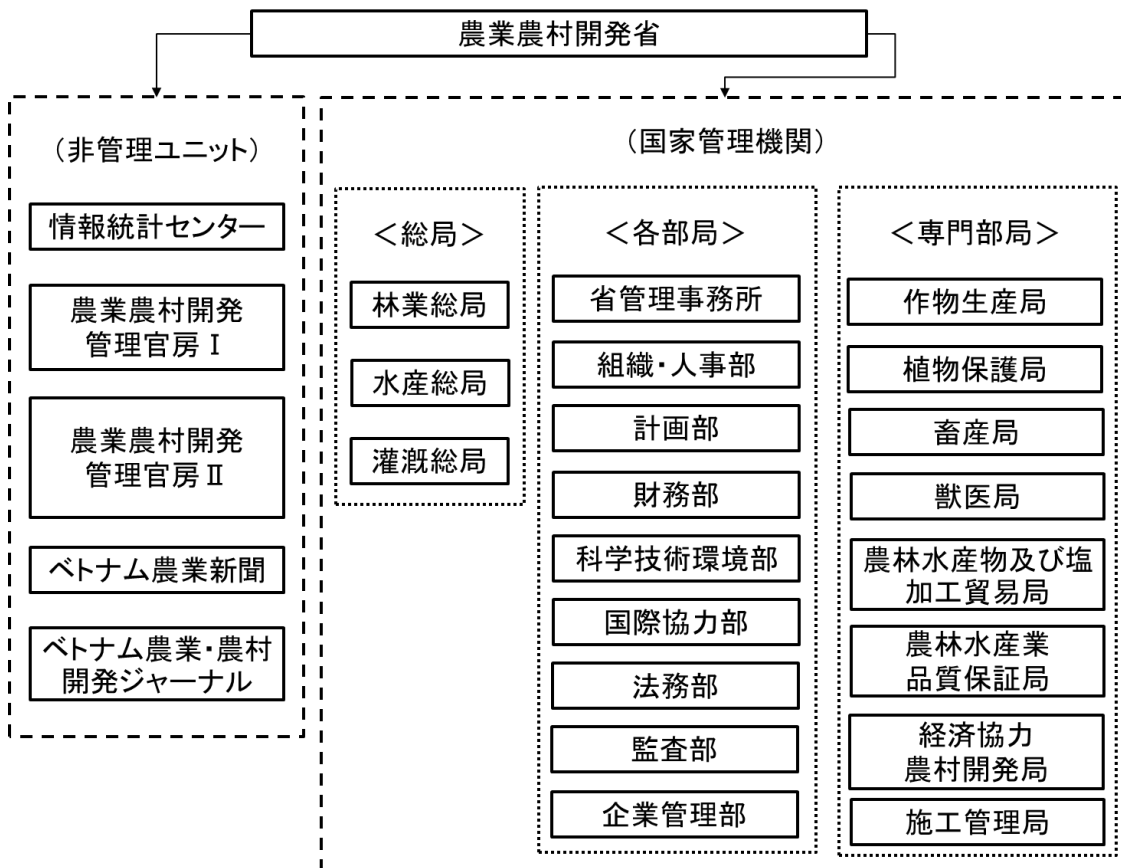 農業農村開発省
(非管理ユニット)
情報統計センター
農業農村開発
管理官房Ⅰ
農業農村開発
管理官房Ⅱ
ベトナム農業新聞
ベトナム農業・農村
開発ジャーナル
(国家管理機関)
<総局>
林業総局
水産総局
灌漑総局
<各部局>
省管理事務所
組織・人事部
計画部
財務部
科学技術環境部
国際協力部
法務部
監査部
企業管理部
<専門部局>
作物生産局
植物保護局
畜産局
獣医局
農林水産物及び塩
加工貿易局
農林水産業
品質保証局
経済協力
農村開発局
施工管理局